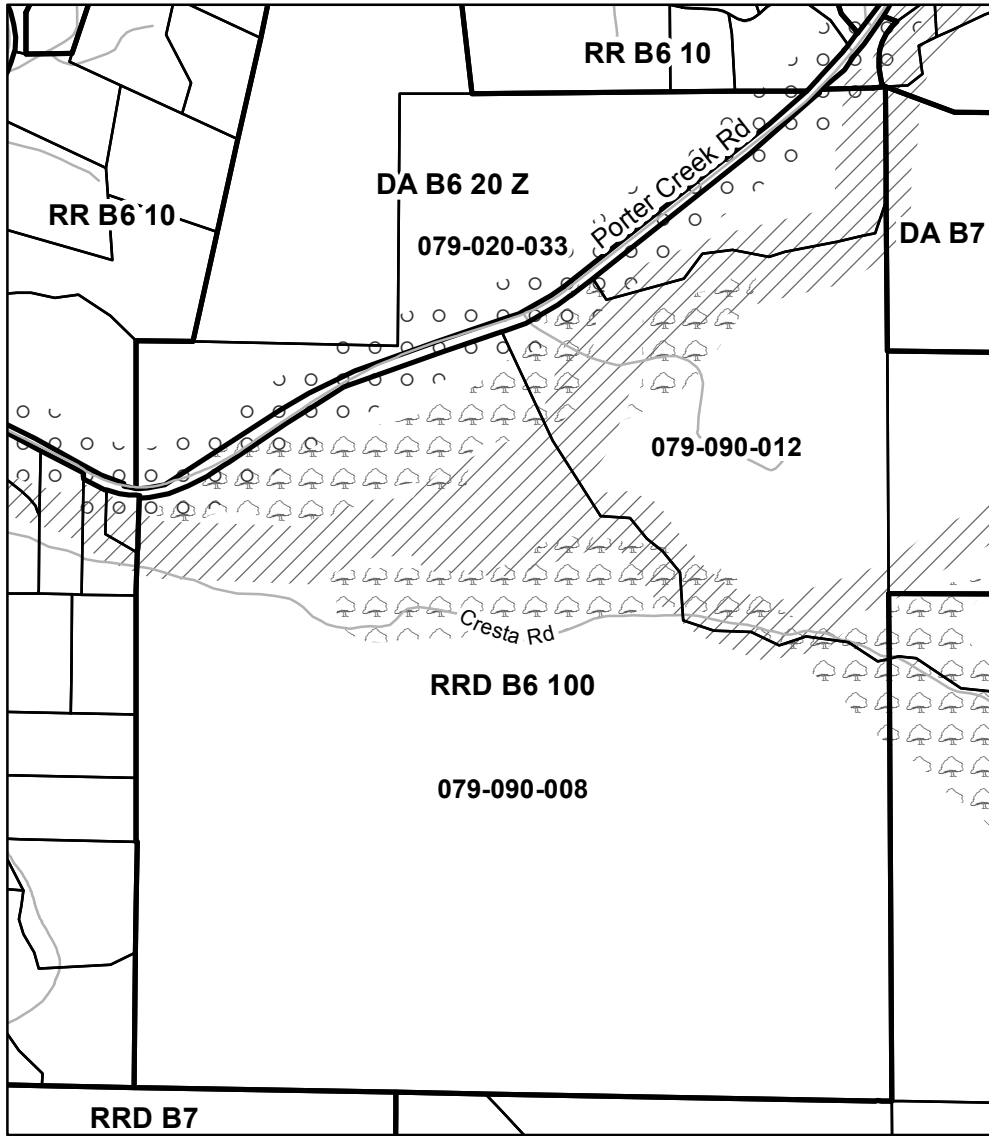 RR B6 10
DA B6 20 Z
Porter Creek Rd
RR B6 10
079-020-033
DA B7
079-090-012
Cresta Rd
RRD B6 100
079-090-008
RRD B7